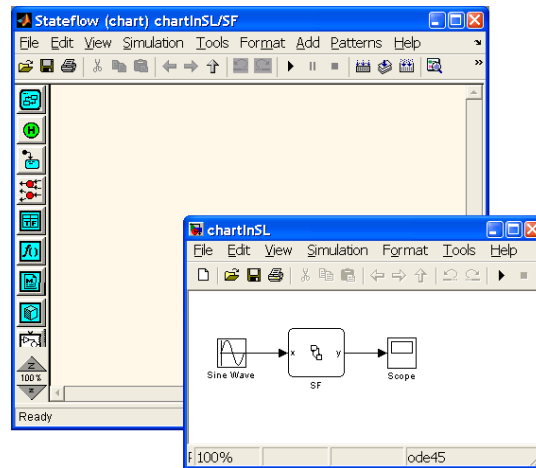 Stateflow (chart) chartInSL/SF
File Edit View Simulation Tools Format Add Patterns Help
100%
Ready
chartInSL
File Edit View Simulation Format Tools Help
x y
Sine Wave
SF
Scope
100% ode45